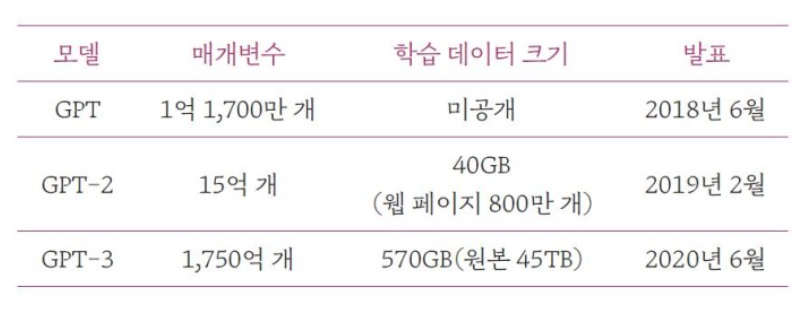 모델 매개변수 학습 데이터 크기 발표
GPT 1억 1,700만 개 미공개 2018년 6월
GPT-2 15억 개 40GB (웹 페이지 800만 개) 2019년 2월
GPT-3 1,750억 개 570GB(원본 45TB) 2020년 6월